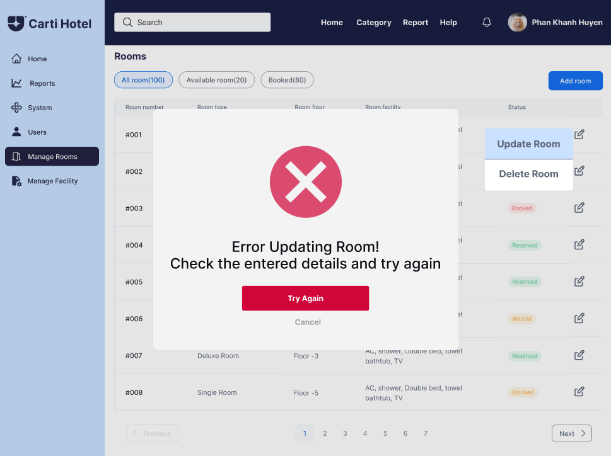 Carti Hotel
Search
Home Category Report Help
Phan Khanh Huyen
Home
Reports
System
Users
Manage Rooms
Manage Facility
Rooms
All room(100) Available room(20) Booked(80)
Add room
Room number Room type Room floor Room facility Status
#001
Update Room
Delete Room
#002
#003 Booked
#004 Reserved
#005 Reserved
#006
Error Updating Room!
Check the entered details and try again
Try Again
Cancel
#007 Deluxe Room Floor -3 AC, shower, Double bed, towel
bathtub, TV
Reserved
#008 Single Room Floor -5 AC, shower, Double bed, towel
bathtub, TV
Previous 1 2 3 4 5 6 7 Next